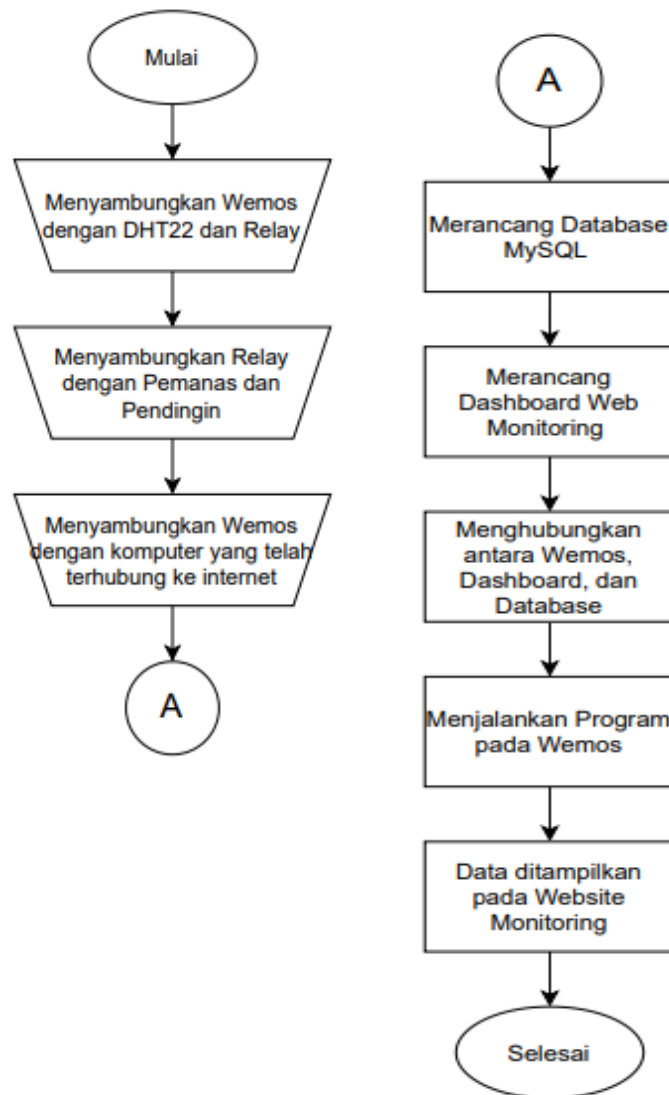 Mulai
Menyambungkan Wemos
dengan DHT22 dan Relay
Menyambungkan Relay
dengan Pemanas dan
Pendingin
Menyambungkan Wemos
dengan komputer yang telah
terhubung ke internet
A
A
Merancang Database
MySQL
Merancang
Dashboard Web
Monitoring
Menghubungkan
antara Wemos,
Dashboard, dan
Database
Menjalankan Program
pada Wemos
Data ditampilkan
pada Website
Monitoring
Selesai